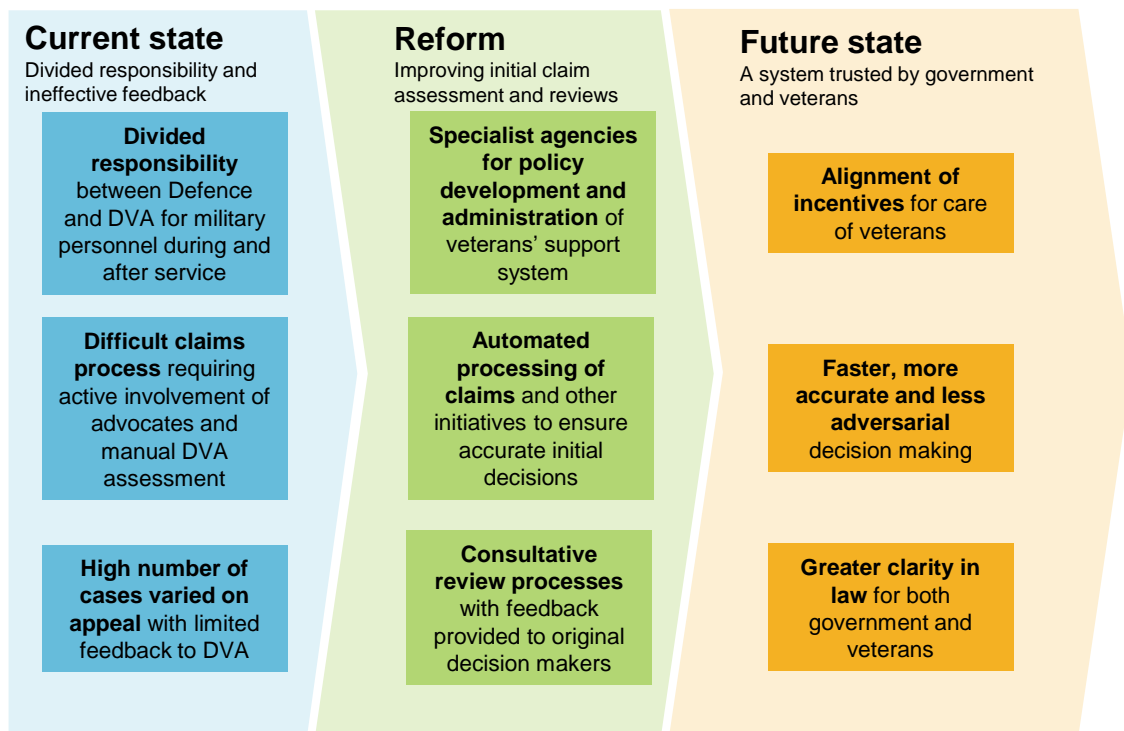 Current state
Divided responsibility and
ineffective feedback
Divided
responsibility
between Defence
and DVA for military
personnel during and
after service
Difficult claims
process requiring
active involvement of
advocates and
manual DVA
assessment
High number of
cases varied on
appeal with limited
feedback to DVA
Reform
Improving initial claim
assessment and reviews
Specialist agencies
for policy
development and
administration of
veterans’ support
system
Automated
processing of
claims and other
initiatives to ensure
accurate initial
decisions
Consultative
review processes
with feedback
provided to original
decision makers
Future state
A system trusted by government
and veterans
Alignment of
incentives for care
of veterans
Faster, more
accurate and less
adversarial
decision making
Greater clarity in
law for both
government and
veterans